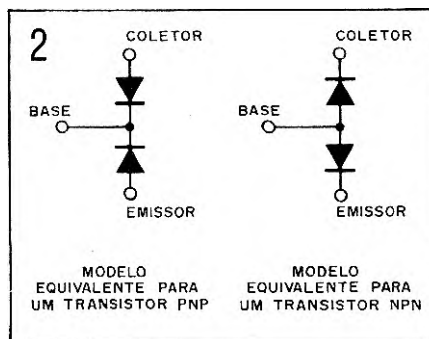 2
COLETOR
BASE
EMISSOR
MODELO
EQUIVALENTE PARA
UM TRANSISTOR PNP
COLETOR
BASE
EMISSOR
MODELO
EQUIVALENTE PARA
UM TRANSISTOR NPN